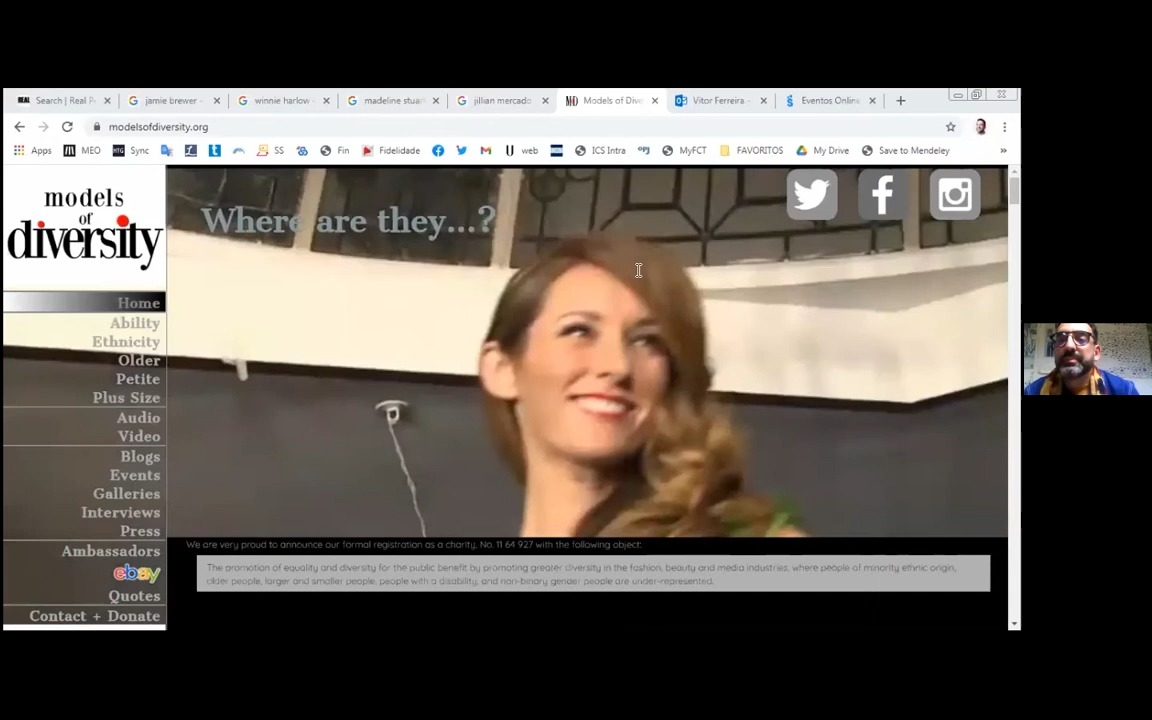 REAL Search | Real P jamie brewer - winnie harlow - madeline stuar jillian mercado Models of Dive Vitor Ferreira - Eventos Online
modelsofdiversity.org
Apps MEO HTG Sync SS Fin Fidelidade web ICS Intra MyFCT FAVORITOS My Drive Save to Mendeley »
models
of
diversity
Where are they...?
Home
Ability
Ethnicity
Older
Petite
Plus Size
Audio
Video
Blogs
Events
Galleries
Interviews
Press
Ambassadors
ebay
Quotes
Contact + Donate
We are very proud to announce our formal registration as a charity, No. 11 64 927 with the following object:
The promotion of equality and diversity for the public benefit by promoting greater diversity in the fashion, beauty and media industries, where people of minority ethnic origin,
older people, larger and smaller people, people with a disability, and non-binary gender people are under-represented.